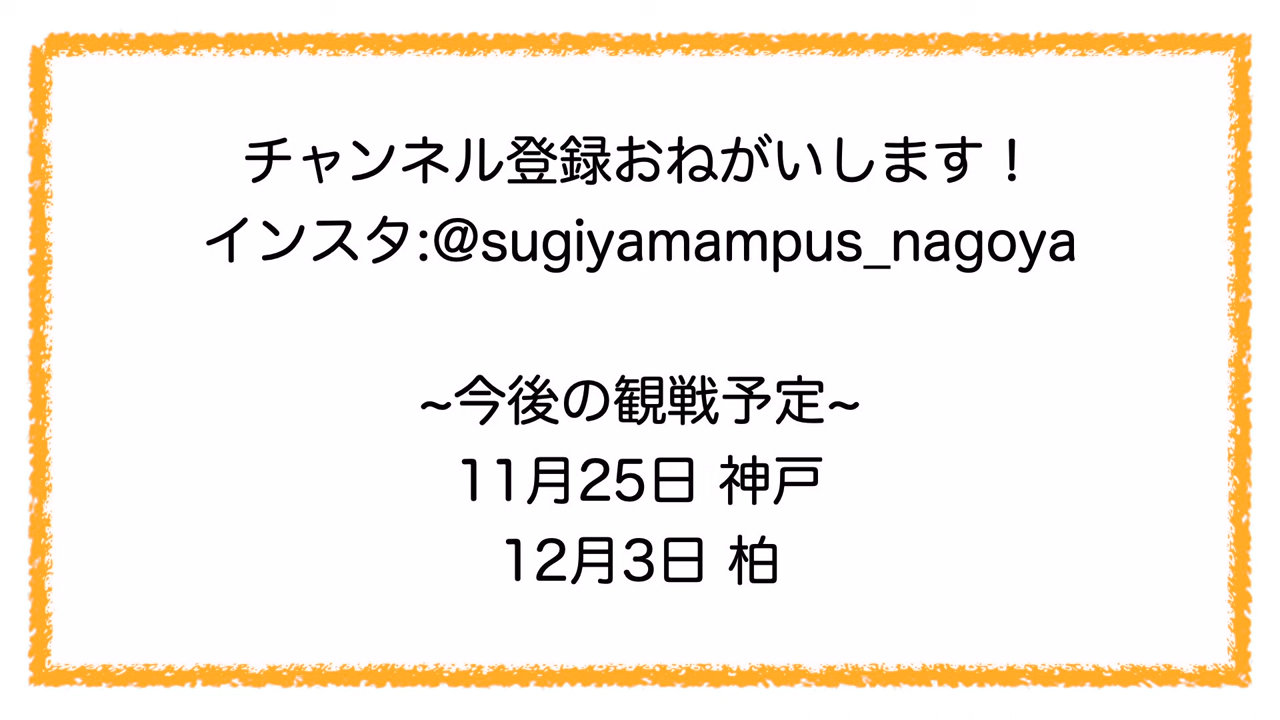 チャンネル登録おねがいします！
インスタ:@sugiyamampus_nagoya
~今後の観戦予定~
11月25日 神戸
12月3日 柏